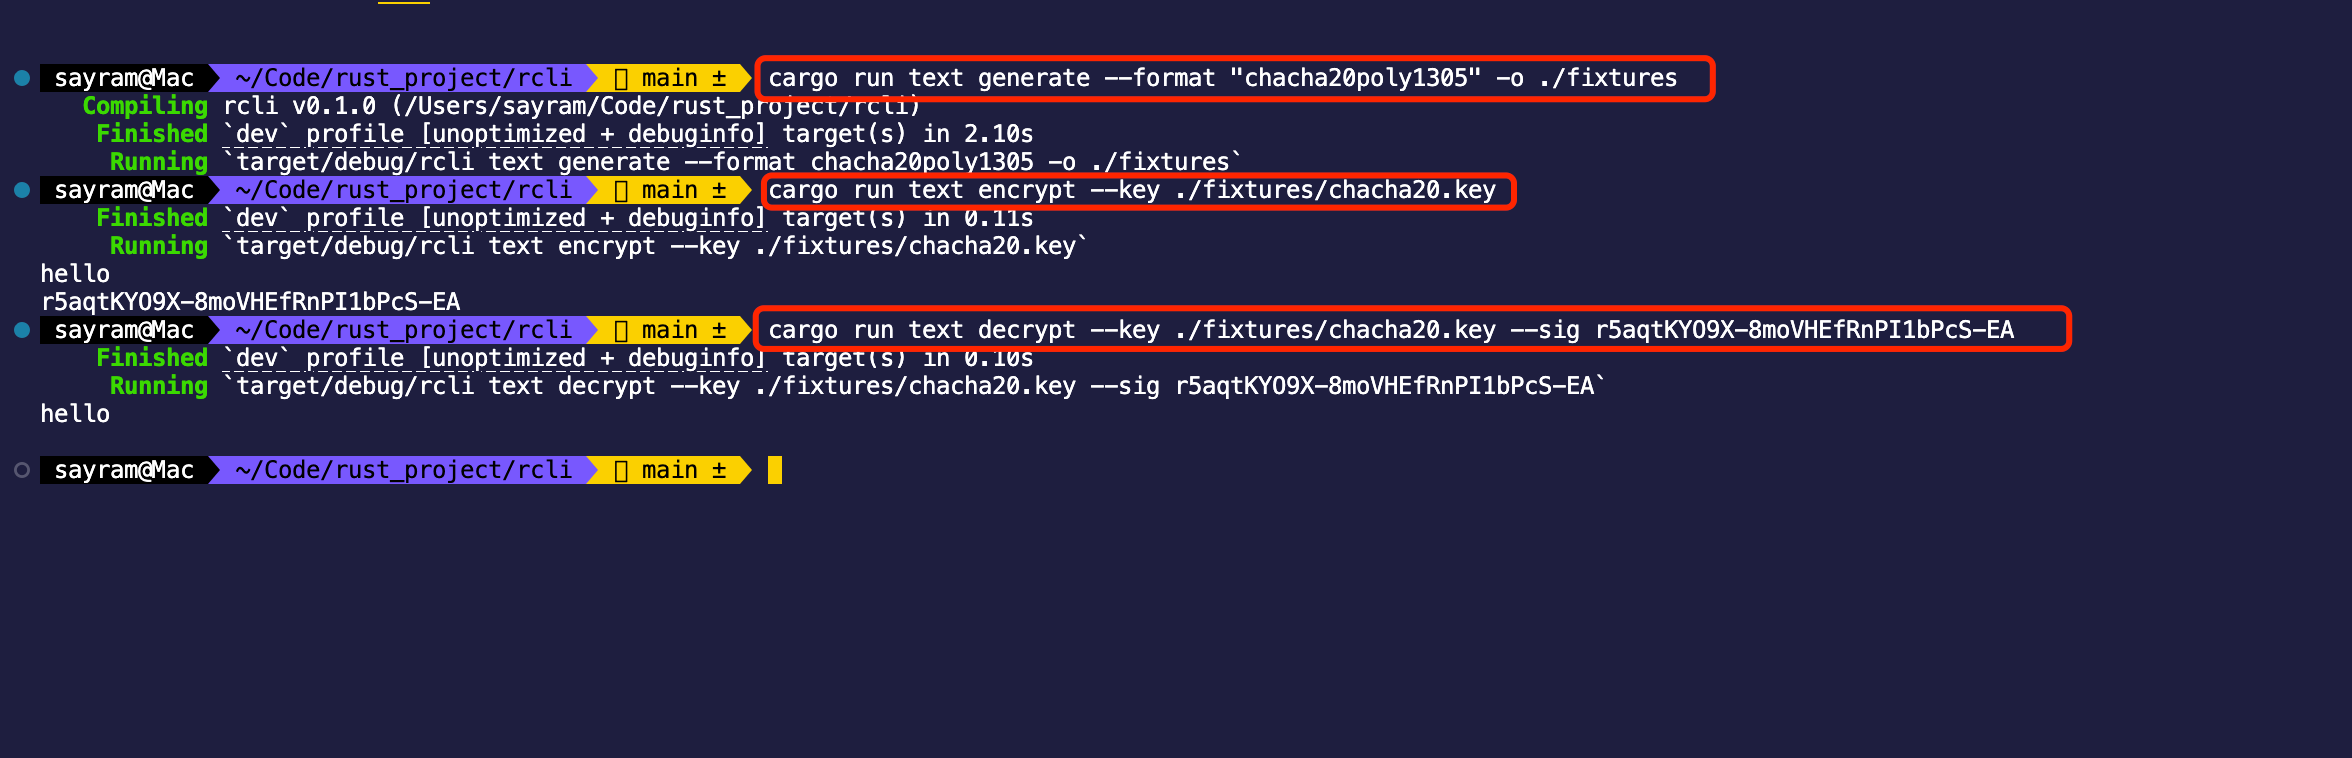 sayram@Mac ~/Code/rust_project/rcli main ± cargo run text generate --format "chacha20poly1305" -o ./fixtures
Compiling rcli v0.1.0 (/Users/sayram/Code/rust_project/rcli)
Finished `dev` profile [unoptimized + debuginfo] target(s) in 2.10s
Running `target/debug/rcli text generate --format chacha20poly1305 -o ./fixtures`
sayram@Mac ~/Code/rust_project/rcli main ± cargo run text encrypt --key ./fixtures/chacha20.key
Finished `dev` profile [unoptimized + debuginfo] target(s) in 0.11s
Running `target/debug/rcli text encrypt --key ./fixtures/chacha20.key`
hello
r5aqtKYO9X-8moVHEfRnPI1bPcS-EA
sayram@Mac ~/Code/rust_project/rcli main ± cargo run text decrypt --key ./fixtures/chacha20.key --sig r5aqtKYO9X-8moVHEfRnPI1bPcS-EA
Finished `dev` profile [unoptimized + debuginfo] target(s) in 0.10s
Running `target/debug/rcli text decrypt --key ./fixtures/chacha20.key --sig r5aqtKYO9X-8moVHEfRnPI1bPcS-EA`
hello
sayram@Mac ~/Code/rust_project/rcli main ±